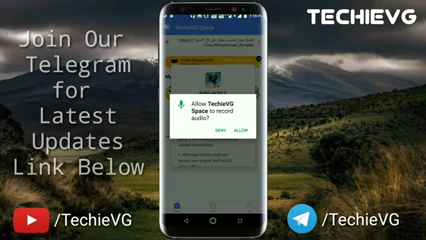 TECHIEVG
Join Our
Telegram
for
Latest
Updates
Link Below
TechieVG Space
Allow TechieVG
Space to record
audio?
DENY
ALLOW
/TechieVG
/TechieVG